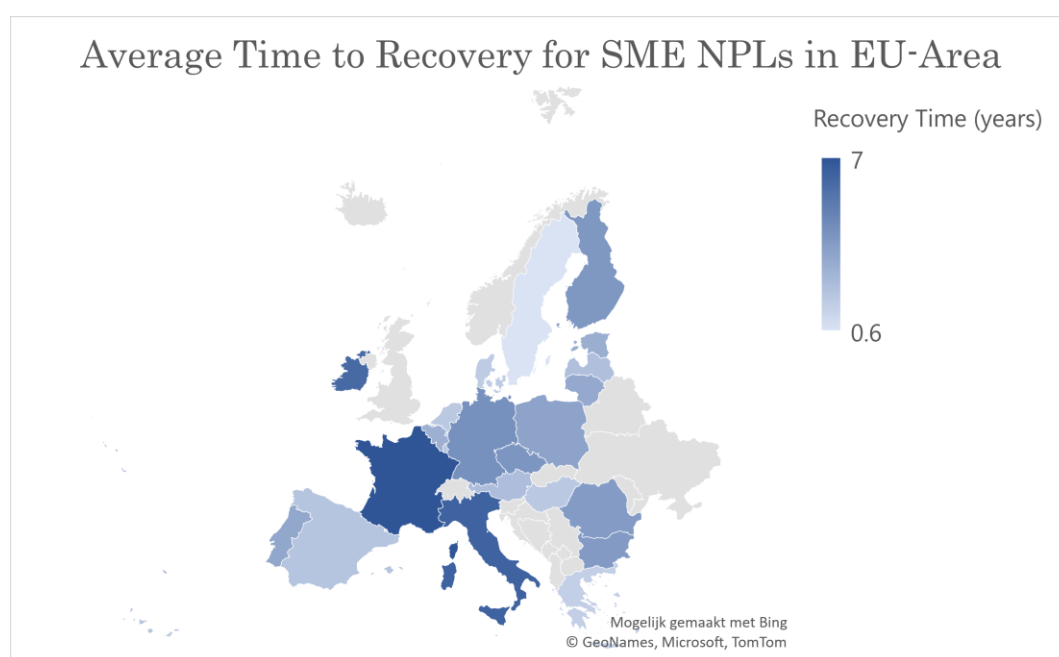 Average Time to Recovery for SME NPLs in EU-Area
Recovery Time (years)
7
0.6
Mogelijk gemaakt met Bing
© GeoNames, Microsoft, TomTom